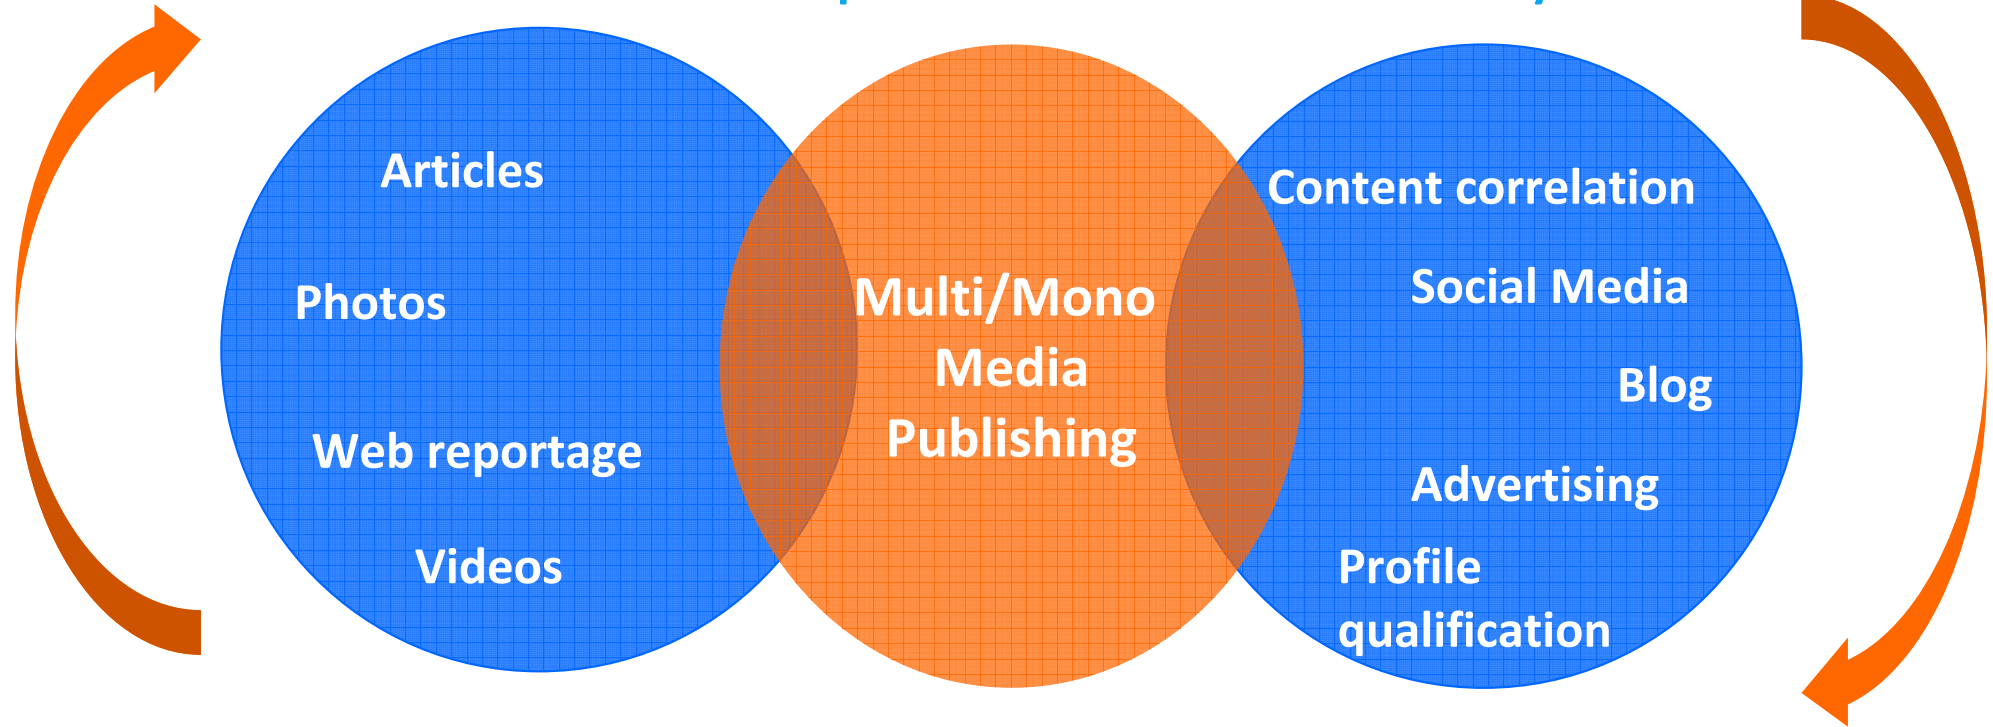 Articles
Photos
Web reportage
Videos
Multi/Mono
Media
Publishing
Content correlation
Social Media
Blog
Advertising
Profile
qualification